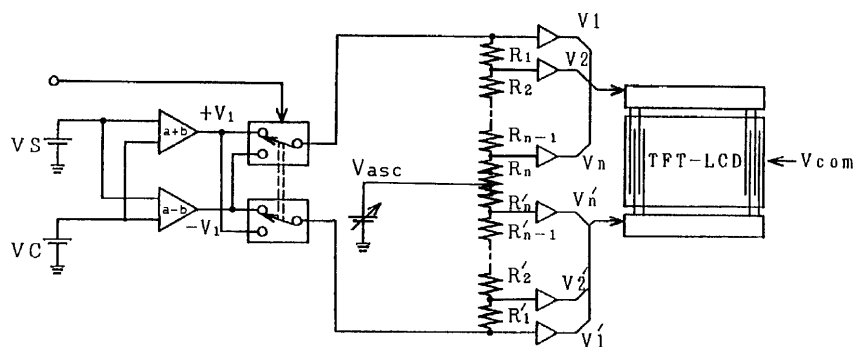 V1
R1
V2
R2
a+b
+V1
VS
Rn-1
Vn
TFT-LCD
Vcom
Vasc
Rn
R'n
Vn'
a-b
-V1
R'n-1
VC
R'2
V2'
R'1
V1'